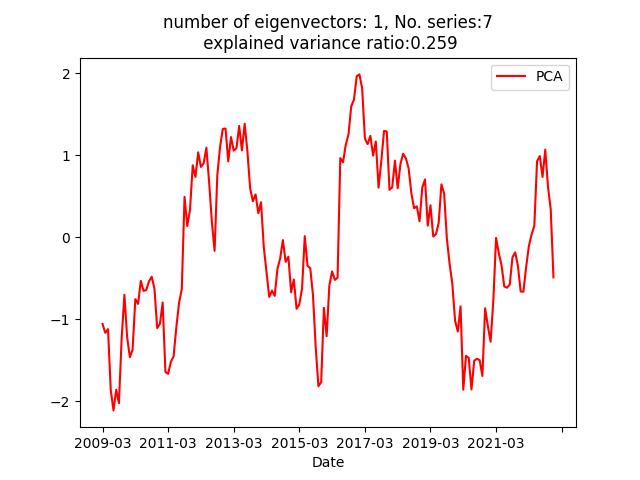 number of eigenvectors: 1, No. series:7
explained variance ratio:0.259
PCA
2
1
0
−1
−2
2009-03 2011-03 2013-03 2015-03 2017-03 2019-03 2021-03
Date